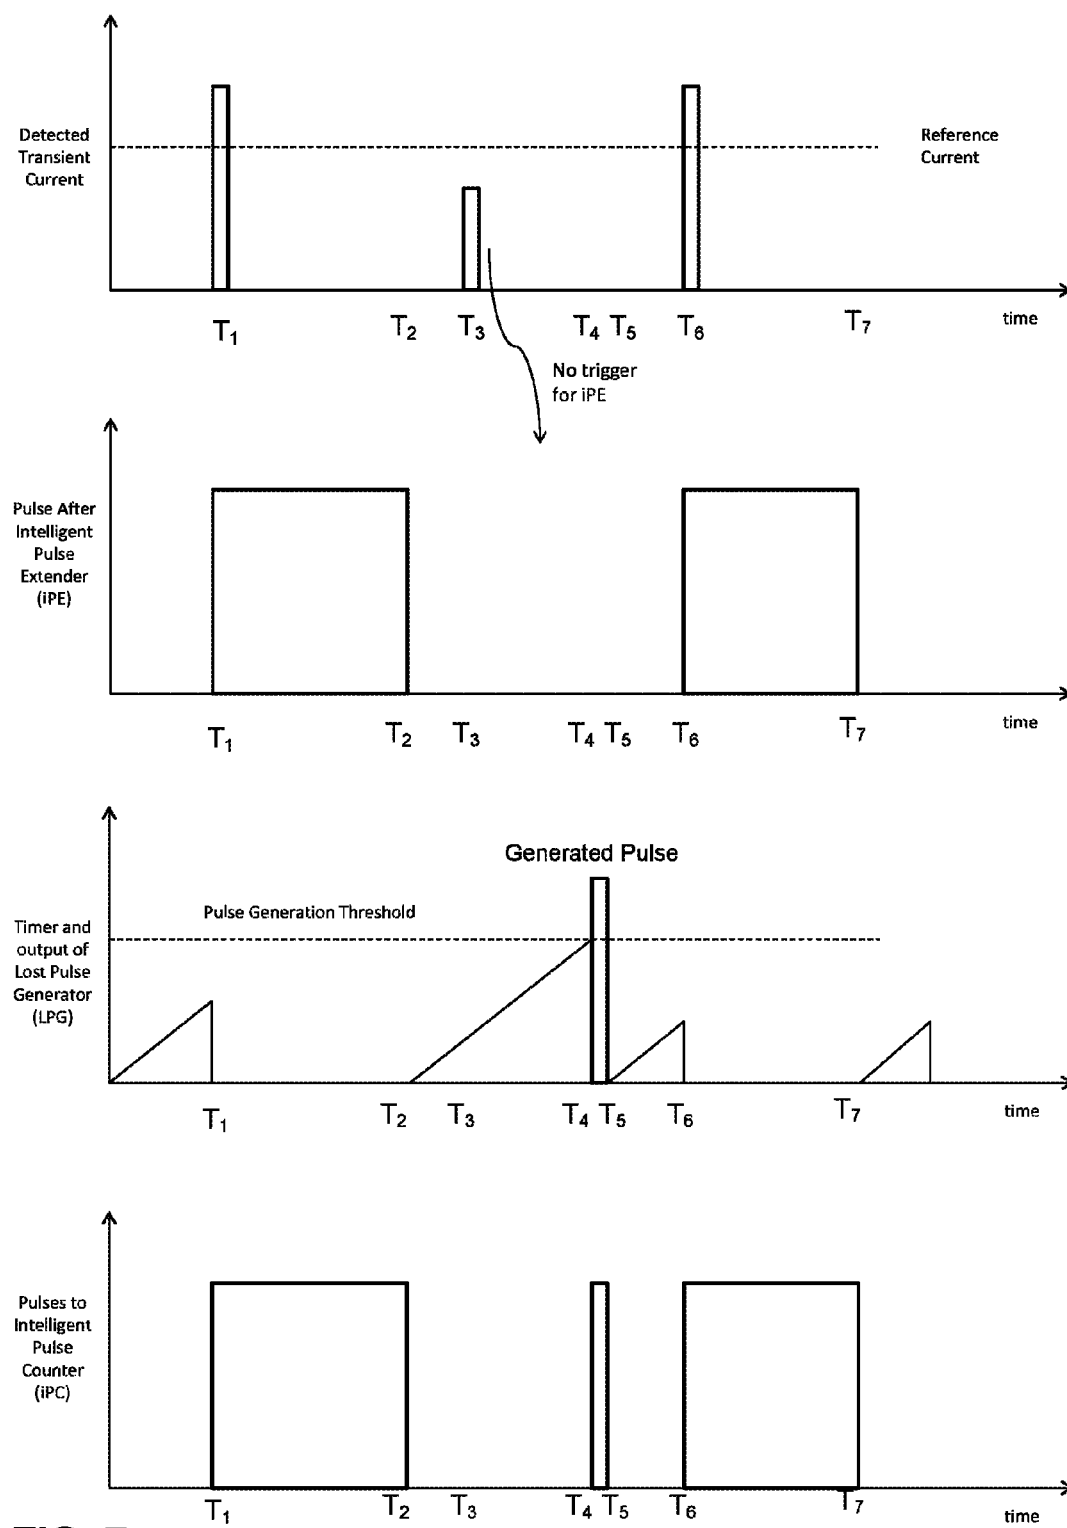 Detected
Transient
Current
Reference
Current
T1 T2 T3 T4 T5 T6 T7 time
No trigger
for iPE
Pulse After
Intelligent
Pulse
Extender
(iPE)
T1 T2 T3 T4 T5 T6 T7 time
Generated Pulse
Pulse Generation Threshold
Timer and
output of
Lost Pulse
Generator
(LPG)
T1 T2 T3 T4 T5 T6 T7 time
Pulses to
Intelligent
Pulse
Counter
(iPC)
T1 T2 T3 T4 T5 T6 T7 time